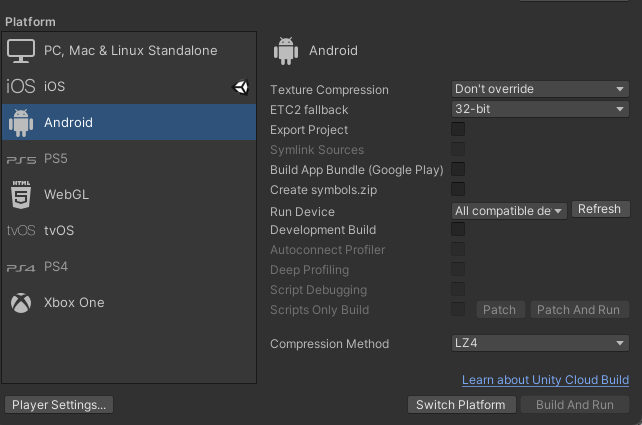 Platform
PC, Mac & Linux Standalone
iOS iOS
Android
PS5 PS5
HTML 5 WebGL
tvOS tvOS
PS4 PS4
Xbox One
Android
Texture Compression Don't override
ETC2 fallback 32-bit
Export Project
Symlink Sources
Build App Bundle (Google Play)
Create symbols.zip
Run Device All compatible de Refresh
Development Build
Autoconnect Profiler
Deep Profiling
Script Debugging
Scripts Only Build Patch Patch And Run
Compression Method LZ4
Learn about Unity Cloud Build
Player Settings... Switch Platform Build And Run